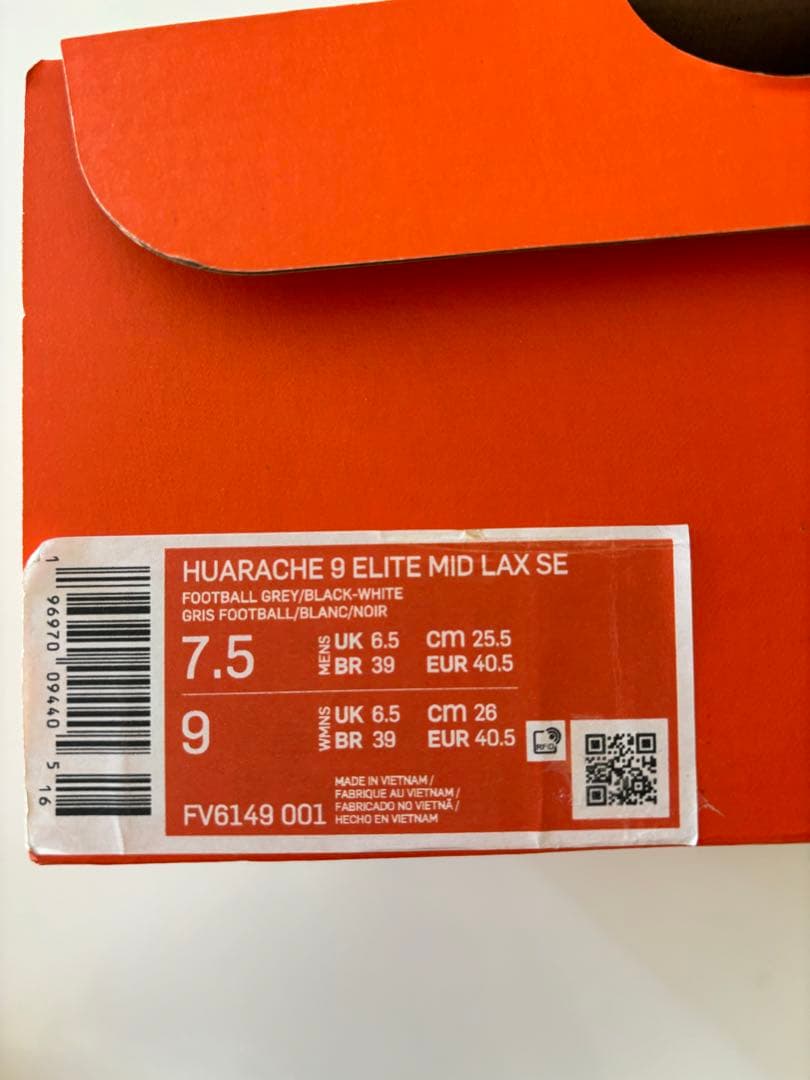 HUARACHE 9 ELITE MID LAX SE
FOOTBALL GREY/BLACK-WHITE
GRIS FOOTBALL/BLANC/NOIR
7.5 MENS UK 6.5 cm 25.5
BR 39 EUR 40.5
9 WMNS UK 6.5 cm 26
BR 39 EUR 40.5
RFID
MADE IN VIETNAM /
FABRIQUE AU VIETNAM /
FABRICADO NO VIETNÃ /
HECHO EN VIETNAM
FV6149 001
1 96970 09440 5 16